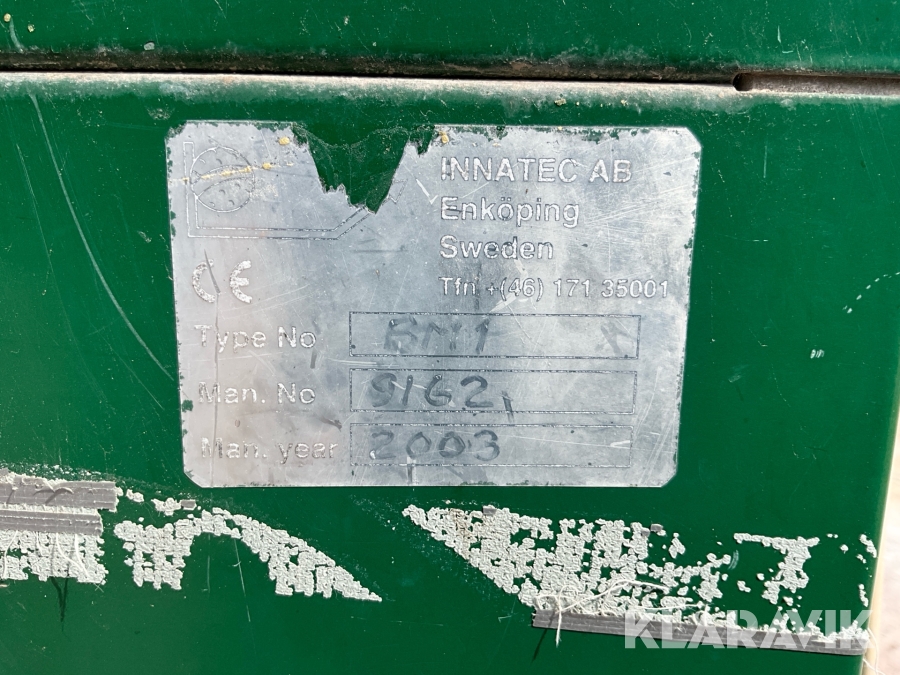 INNATEC AB
Enköping
Sweden
Tfn +(46) 171 35001
CE
Type No BM1
Man. No 9162
Man. year 2003
KLARAVIK